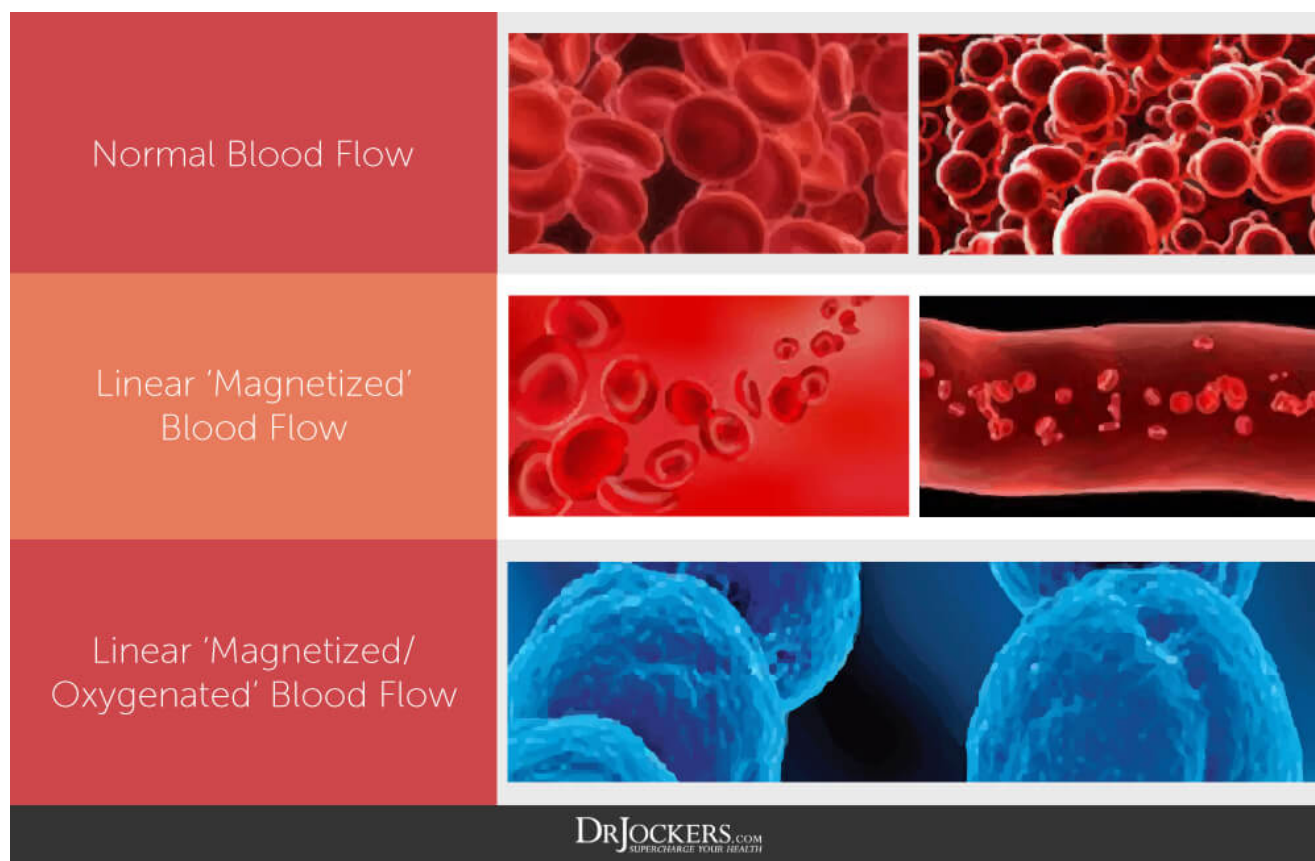 Normal Blood Flow
Linear ‘Magnetized’
Blood Flow
Linear ‘Magnetized/
Oxygenated’ Blood Flow
DRJOCKERS.COM
SUPERCHARGE YOUR HEALTH